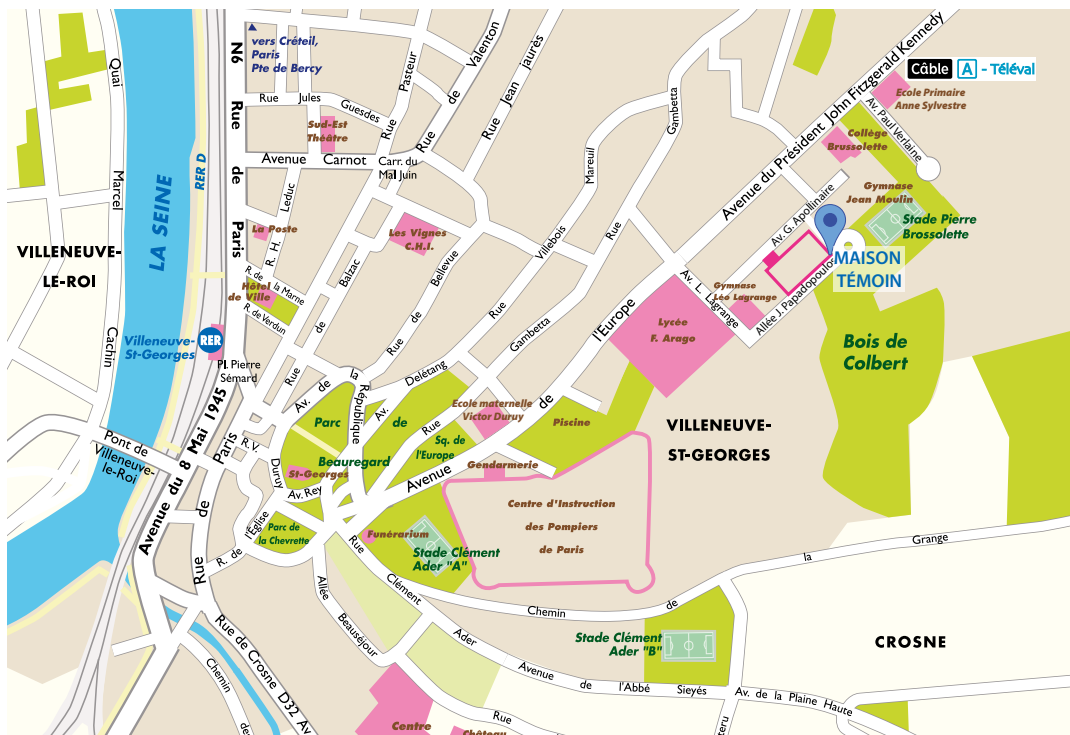 vers Créteil,
Paris
Pte de Bercy
N6
Rue
de
Paris
Quai
Marcel
Cachin
RER D
LA SEINE
VILLENEUVE-
LE-ROI
Rue Jules Guesdes
Sud-Est
Théâtre
Avenue Carnot
Carr. du
Mal Juin
Rue Pasteur
Rue de Valenton
Rue Jean Jaurès
Mareuil
Villebois
Gambetta
Rue
Gambetta
Avenue du Président John Fitzgerald Kennedy
Câble A - Téléval
Ecole Primaire
Anne Sylvestre
Av. Paul Verlaine
Collège
Brussolette
Gymnase
Jean Moulin
Stade Pierre
Brossolette
Av. G. Apollinaire
MAISON
TÉMOIN
Gymnase
Léo Lagrange
Allée J. Papadopoulos
Av. L. Lagrange
Lycée
F. Arago
Bois de
Colbert
La Poste
R. H. Leduc
Les Vignes
C.H.I.
Hôtel
de Ville
R. de
la Marne
R. de Verdun
Rue de Balzac
Rue de Bellevue
Villeneuve-
St-Georges
RER
Pl. Pierre
Sémard
Avenue du 8 Mai 1945
Pont de
Villeneuve-
le-Roi
Rue de Paris
R. V.
Duruy
Av. de la
République
Av. Delétang
Parc
de
Beauregard
St-Georges
Av. Rey
R. de l'Église
Parc de
la Chevrette
Rue
Sq. de
l'Europe
Ecole maternelle
Victor Duruy
Gendarmerie
Avenue de l'Europe
Piscine
VILLENEUVE-
ST-GEORGES
Centre d'Instruction
des Pompiers
de Paris
Funérarium
Stade Clément
Ader "A"
Rue Clément Ader
Allée Beauséjour
Chemin de la Grange
Stade Clément
Ader "B"
CROSNE
Avenue de l'Abbé Sieyés
Av. de la Plaine Haute
Rue de Crosne D32 Av
Chemin
des
Centre
Château
Rue
teru